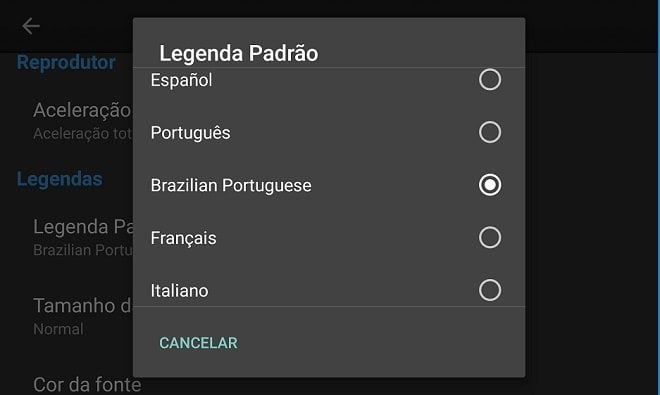 Legenda Padrão
Español
Português
Brazilian Portuguese
Français
Italiano
CANCELAR
Reprodutor
Aceleração
Aceleração tot
Legendas
Legenda Pa
Brazilian Portu
Tamanho d
Normal
Cor da fonte